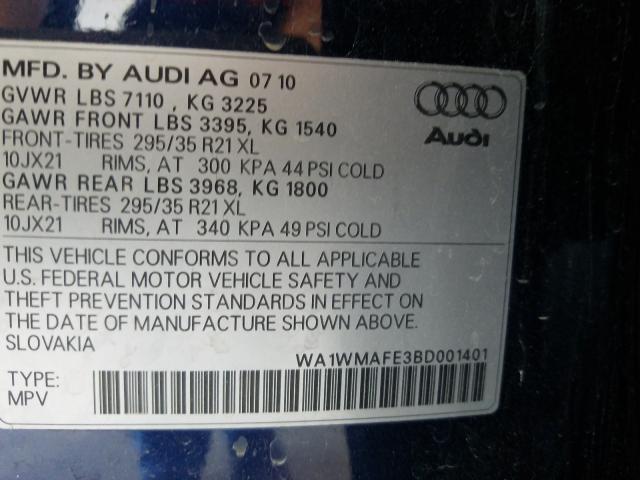 MFD. BY AUDI AG 07 10
GVWR LBS 7110 , KG 3225
GAWR FRONT LBS 3395, KG 1540
FRONT-TIRES 295/35 R21 XL
10JX21 RIMS, AT 300 KPA 44 PSI COLD
GAWR REAR LBS 3968, KG 1800
REAR-TIRES 295/35 R21 XL
10JX21 RIMS, AT 340 KPA 49 PSI COLD
Audi
THIS VEHICLE CONFORMS TO ALL APPLICABLE
U.S. FEDERAL MOTOR VEHICLE SAFETY AND
THEFT PREVENTION STANDARDS IN EFFECT ON
THE DATE OF MANUFACTURE SHOWN ABOVE.
SLOVAKIA
WA1WMAFE3BD001401
TYPE:
MPV